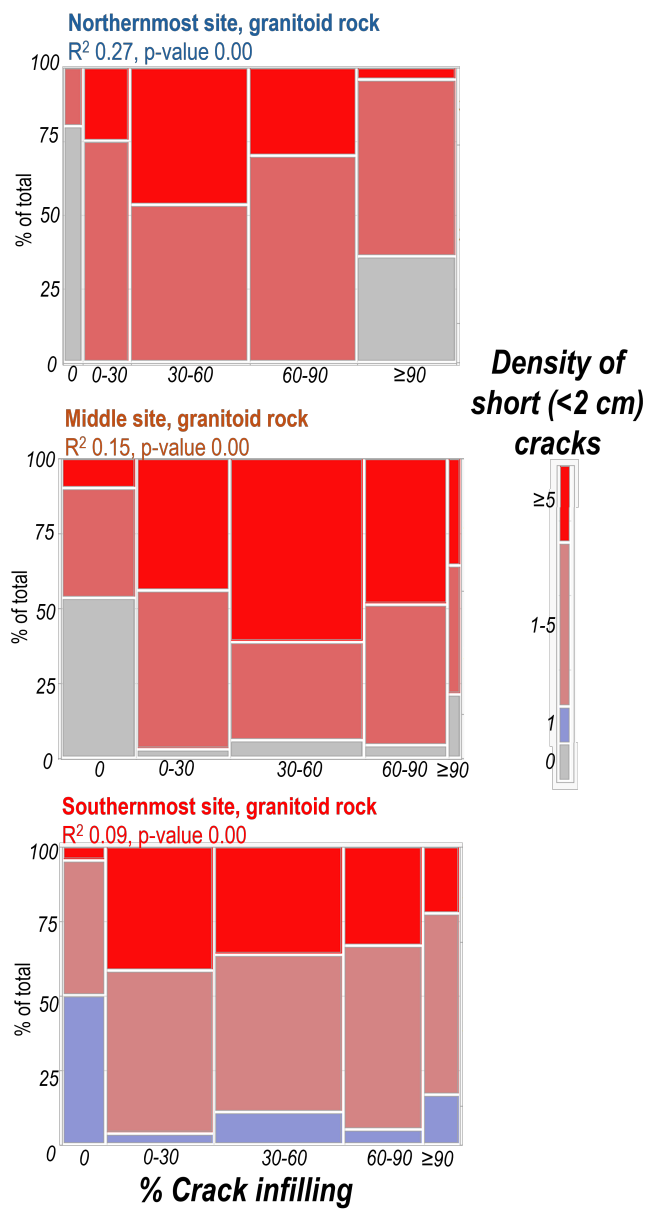 Northernmost site, granitoid rock
R² 0.27, p-value 0.00
100
75
50
25
0
% of total
0 0-30 30-60 60-90 ≥90
Density of
short (<2 cm)
cracks
≥5
1-5
1
0
Middle site, granitoid rock
R² 0.15, p-value 0.00
100
75
50
25
0
% of total
0 0-30 30-60 60-90 ≥90
Southernmost site, granitoid rock
R² 0.09, p-value 0.00
100
75
50
25
0
% of total
0 0-30 30-60 60-90 ≥90
% Crack infilling